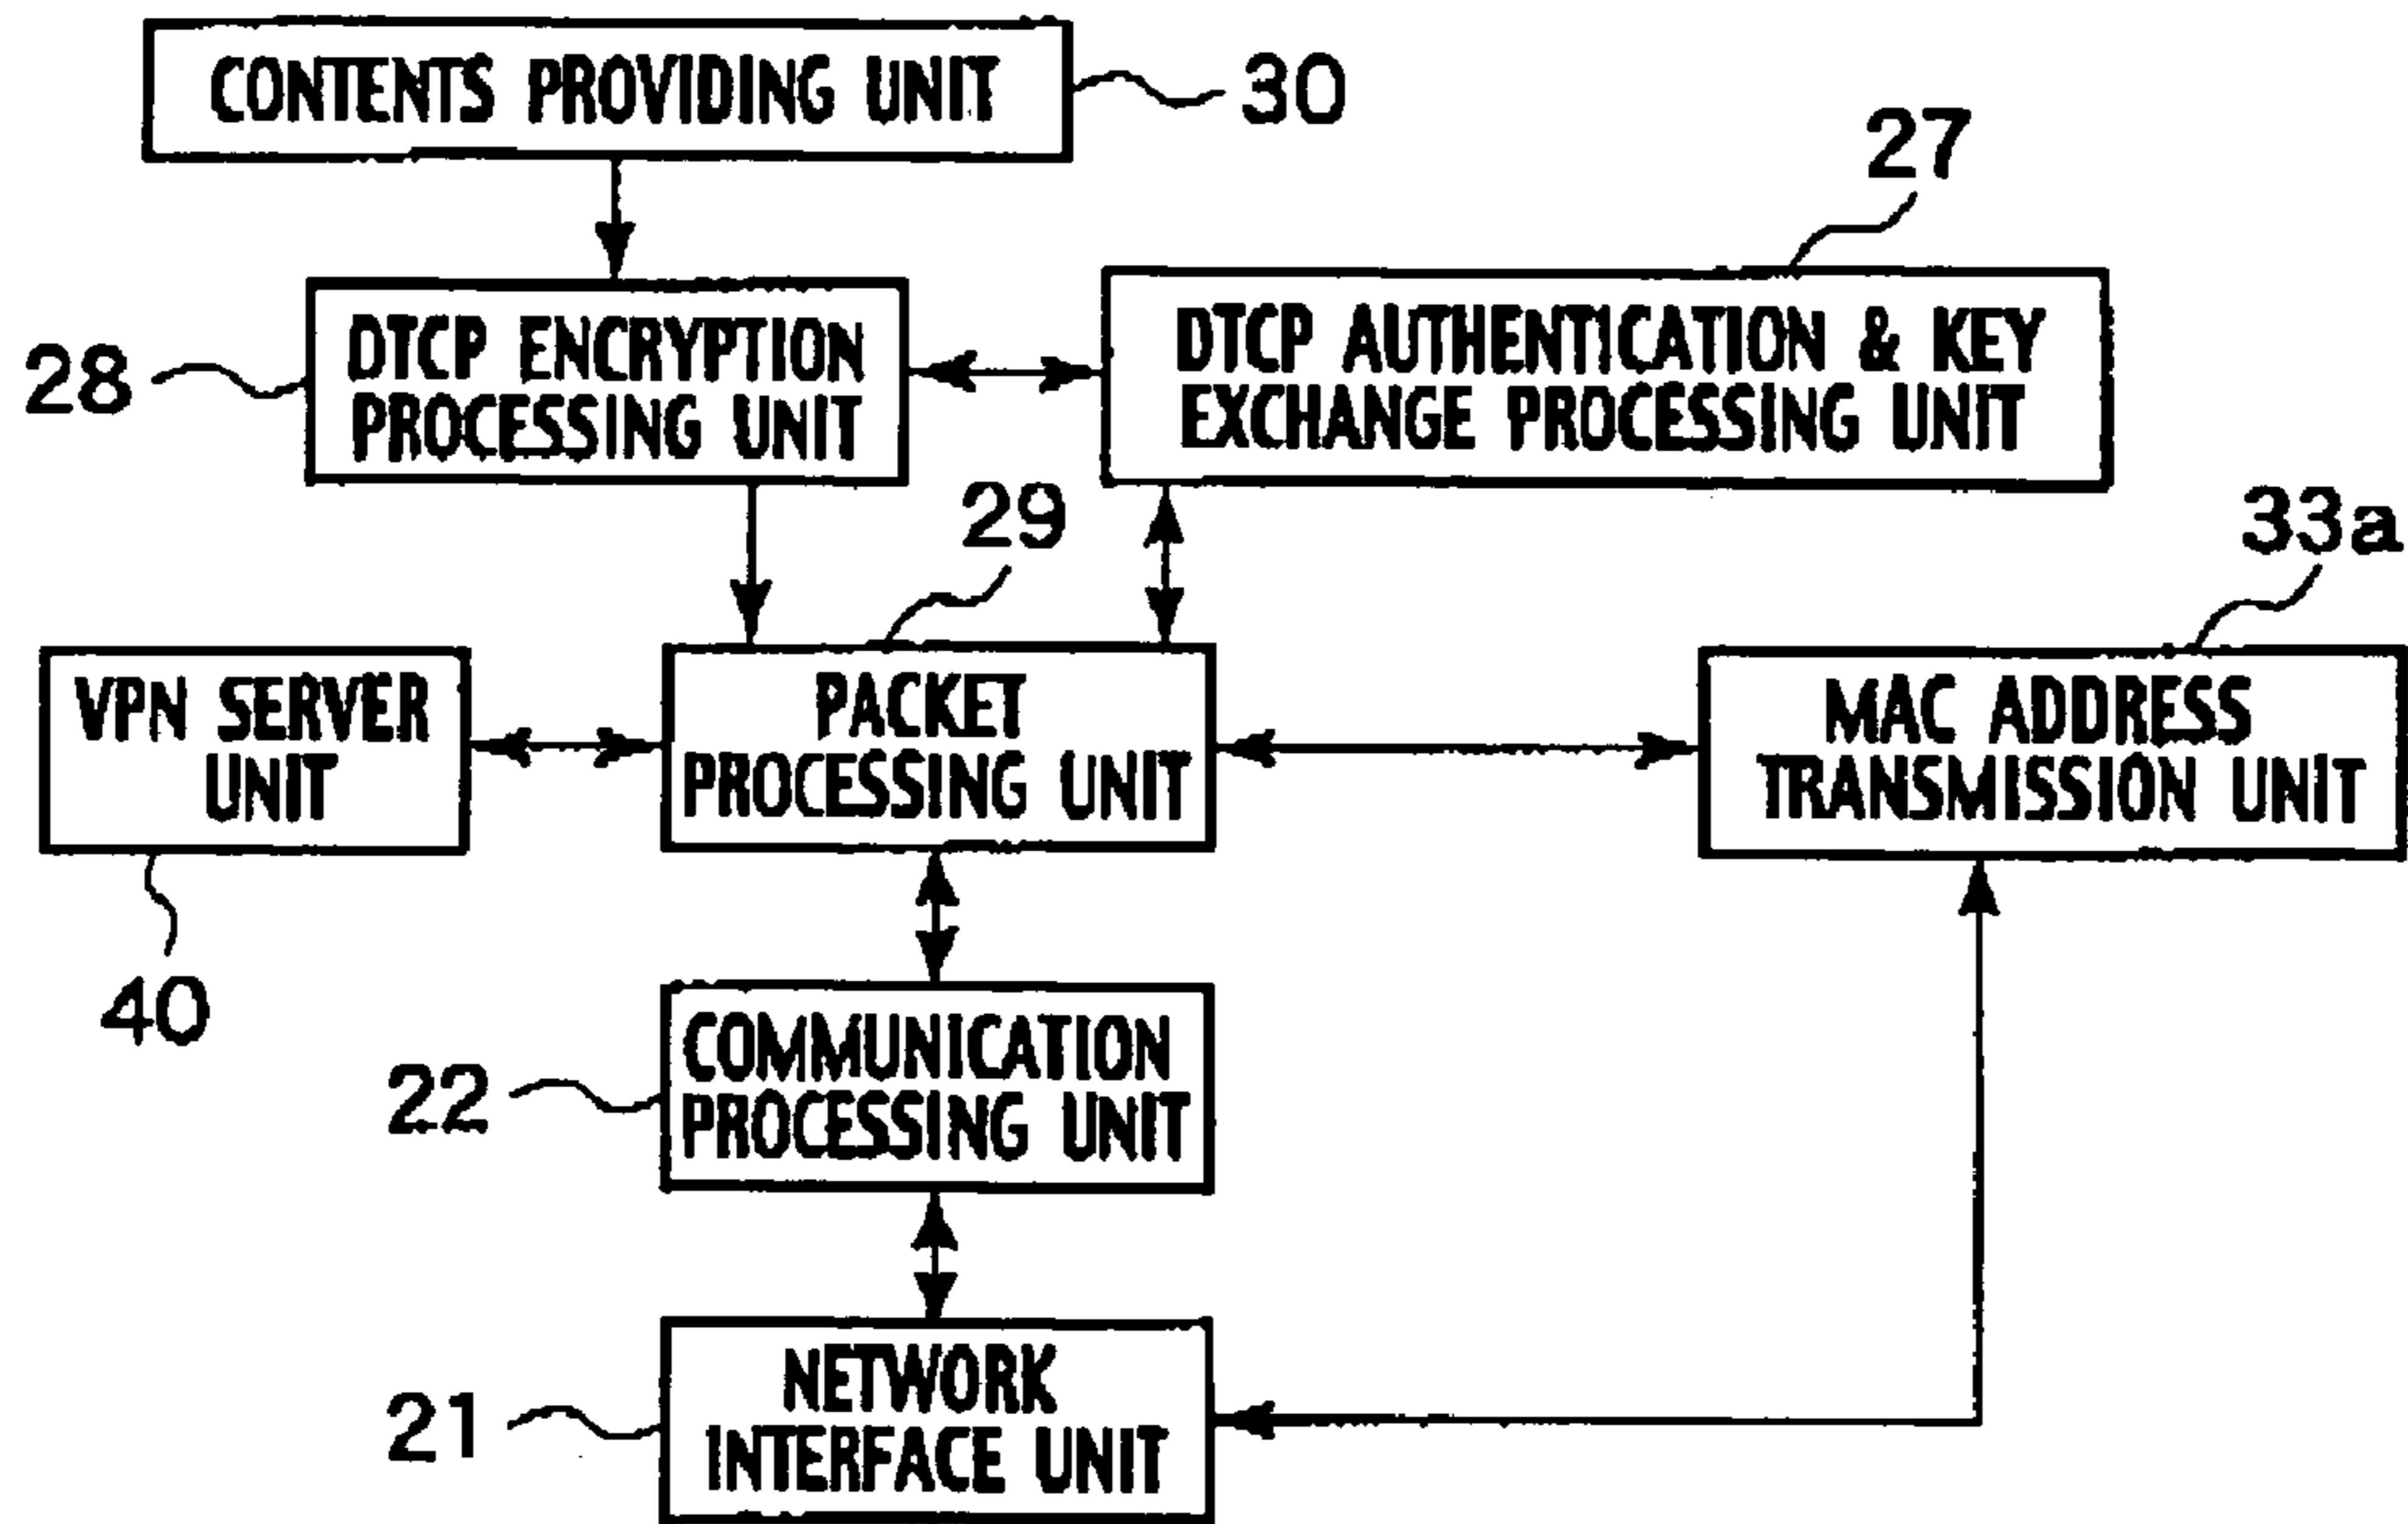 CONTENTS PROVIDING UNIT
30
27
DTCP ENCRYPTION
PROCESSING UNIT
28
DTCP AUTHENTICATION & KEY
EXCHANGE PROCESSING UNIT
29
33a
VPN SERVER
UNIT
PACKET
PROCESSING UNIT
MAC ADDRESS
TRANSMISSION UNIT
40
COMMUNICATION
PROCESSING UNIT
22
NETWORK
INTERFACE UNIT
21